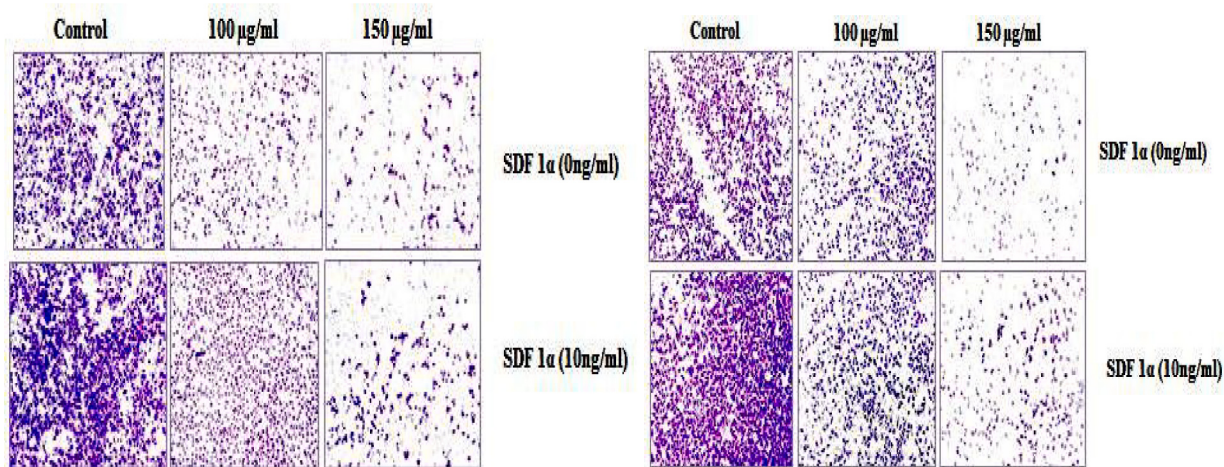 Control 100 µg/ml 150 µg/ml
SDF 1α (0ng/ml)
SDF 1α (10ng/ml)
Control 100 µg/ml 150 µg/ml
SDF 1α (0ng/ml)
SDF 1α (10ng/ml)